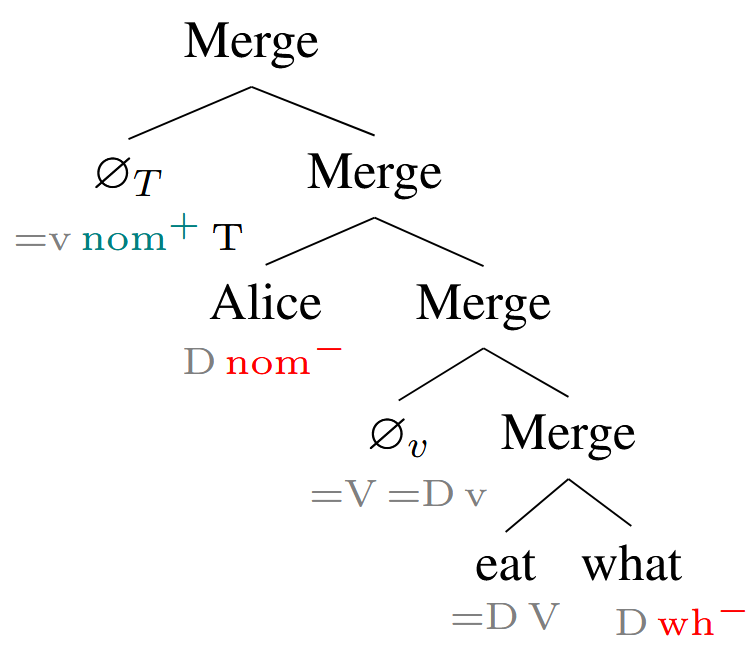 Merge
∅T Merge
=v nom⁺ T
Alice Merge
D nom⁻
∅v Merge
=V =D v
eat what
=D V D wh⁻